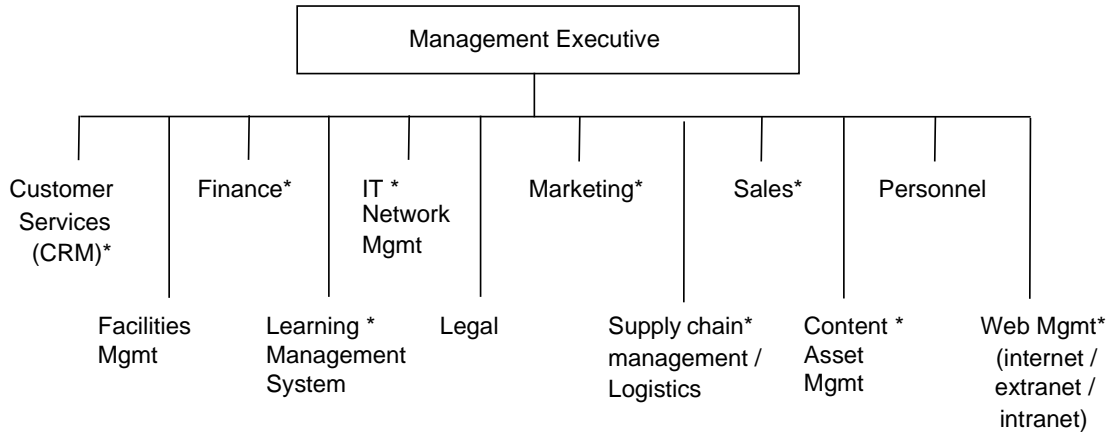 Management Executive
Customer
Services
(CRM)*
Finance*
IT *
Network
Mgmt
Marketing*
Sales*
Personnel
Facilities
Mgmt
Learning *
Management
System
Legal
Supply chain*
management /
Logistics
Content *
Asset
Mgmt
Web Mgmt*
(internet /
extranet /
intranet)